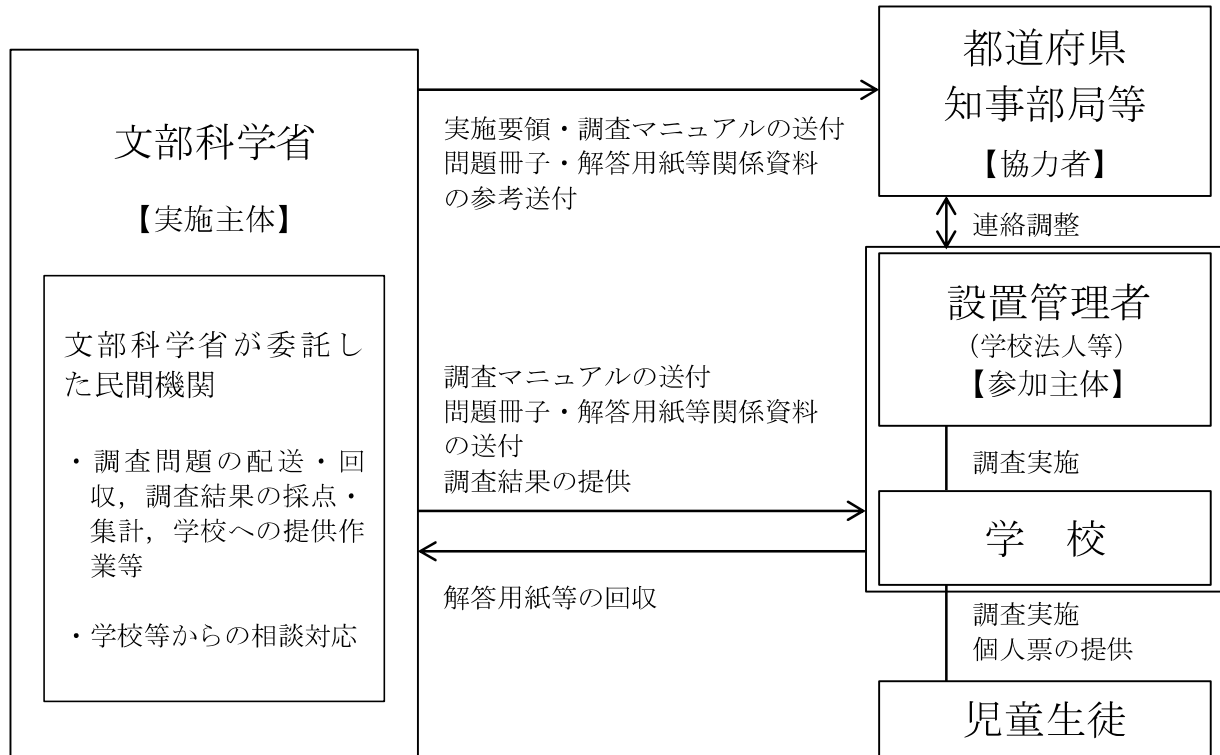 文部科学省
【実施主体】
文部科学省が委託し
た民間機関
・調査問題の配送・回
収，調査結果の採点・
集計，学校への提供作
業等
・学校等からの相談対応
実施要領・調査マニュアルの送付
問題冊子・解答用紙等関係資料
の参考送付
調査マニュアルの送付
問題冊子・解答用紙等関係資料
の送付
調査結果の提供
解答用紙等の回収
都道府県
知事部局等
【協力者】
連絡調整
設置管理者
（学校法人等）
【参加主体】
調査実施
学　校
調査実施
個人票の提供
児童生徒